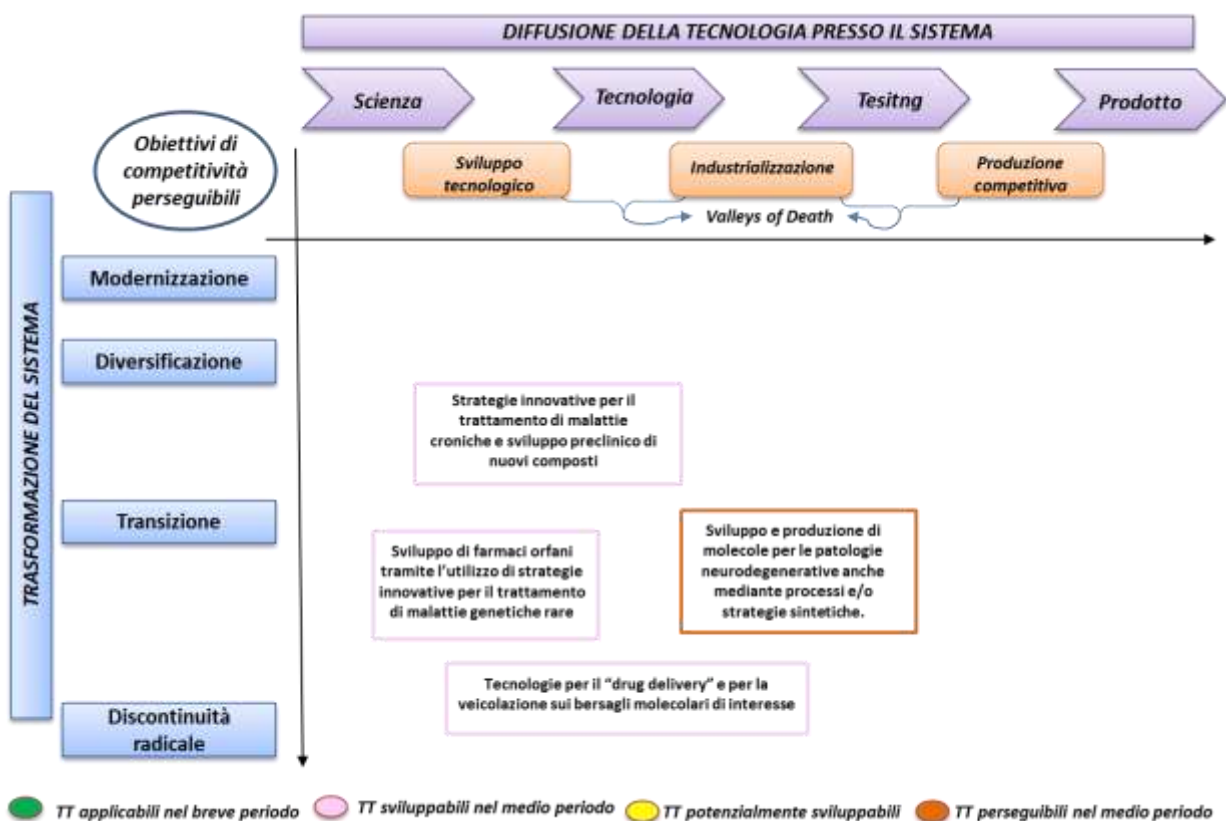 DIFFUSIONE DELLA TECNOLOGIA PRESSO IL SISTEMA
Scienza
Tecnologia
Tesitng
Prodotto
Obiettivi di
competitività
perseguibili
Sviluppo
tecnologico
Industrializzazione
Produzione
competitiva
Valleys of Death
TRASFORMAZIONE DEL SISTEMA
Modernizzazione
Diversificazione
Strategie innovative per il
trattamento di malattie
croniche e sviluppo preclinico di
nuovi composti
Transizione
Sviluppo di farmaci orfani
tramite l'utilizzo di strategie
innovative per il trattamento
di malattie genetiche rare
Sviluppo e produzione di
molecole per le patologie
neurodegenerative anche
mediante processi e/o
strategie sintetiche.
Tecnologie per il “drug delivery” e per la
veicolazione sui bersagli molecolari di interesse
Discontinuità
radicale
TT applicabili nel breve periodo
TT sviluppabili nel medio periodo
TT potenzialmente sviluppabili
TT perseguibili nel medio periodo